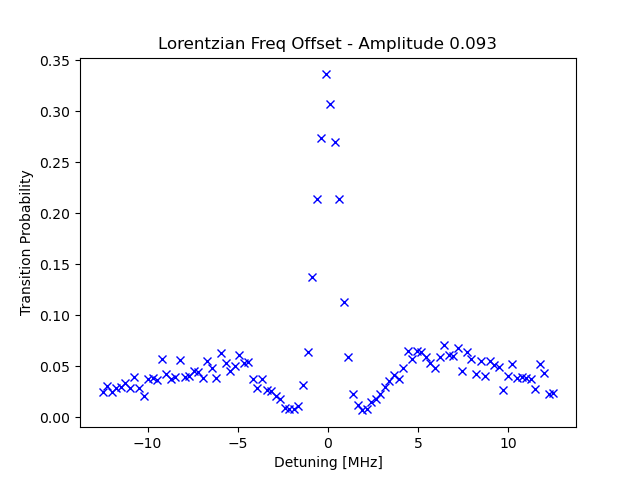 Lorentzian Freq Offset - Amplitude 0.093
0.35
0.30
0.25
0.20
0.15
0.10
0.05
0.00
Transition Probability
−10 −5 0 5 10
Detuning [MHz]